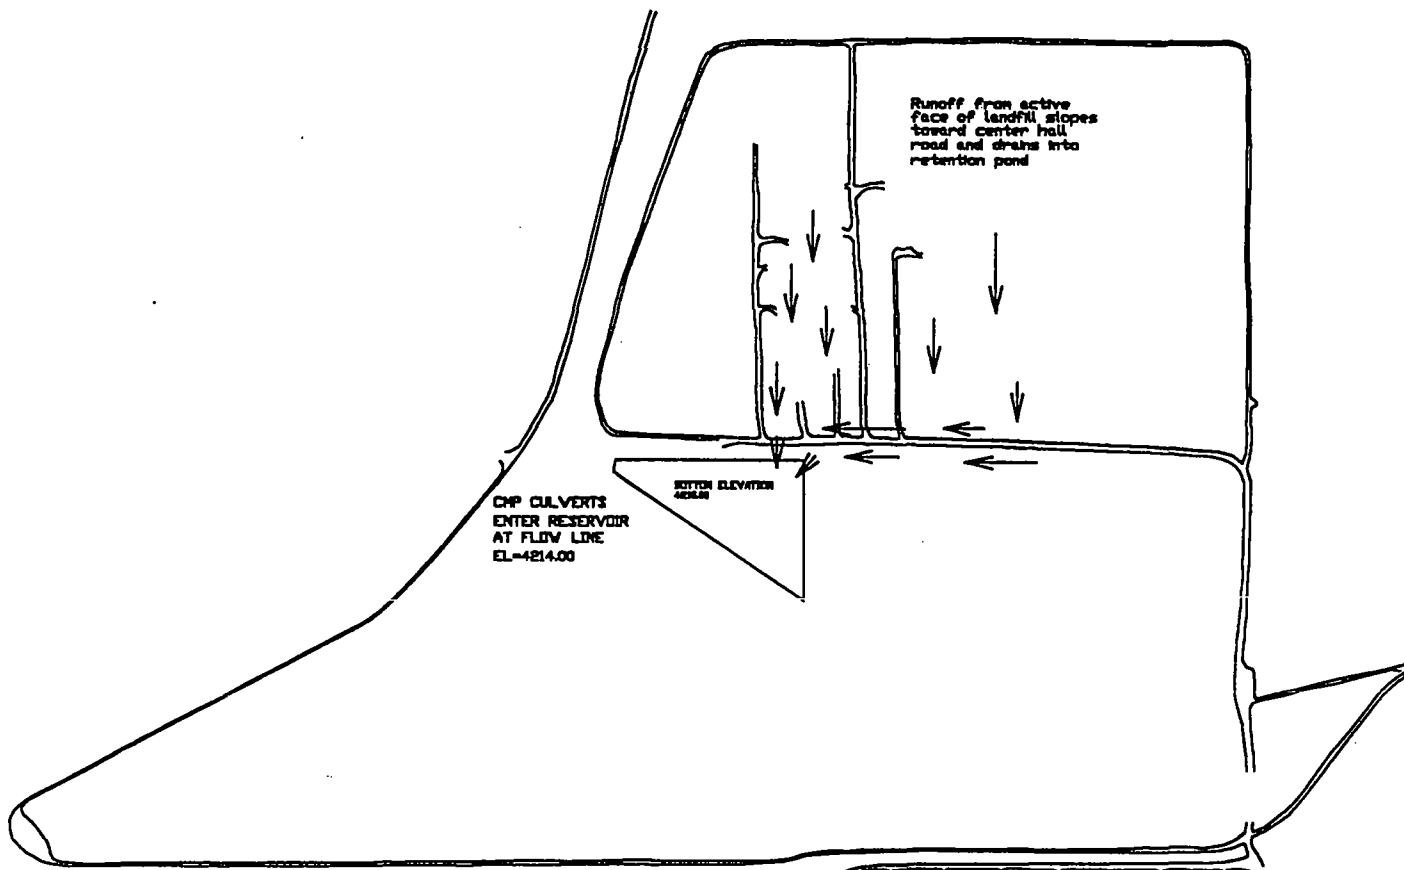 Runoff from active
face of landfill slopes
toward center hall
road and drains into
retention pond
BOTTOM ELEVATION
CMP CULVERTS
ENTER RESERVOIR
AT FLOW LINE
EL=4214.00